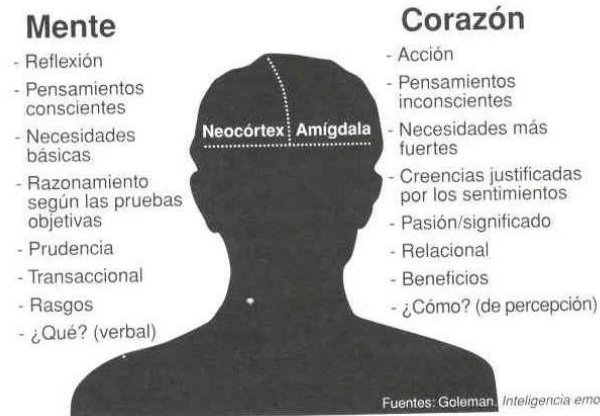 Mente
- Reflexión
- Pensamientos
conscientes
- Necesidades
básicas
- Razonamiento
según las pruebas
objetivas
- Prudencia
- Transaccional
- Rasgos
- ¿Qué? (verbal)
Neocórtex
Amígdala
Corazón
- Acción
- Pensamientos
inconscientes
- Necesidades más
fuertes
- Creencias justificadas
por los sentimientos
- Pasión/significado
- Relacional
- Beneficios
- ¿Cómo? (de percepción)
Fuentes: Goleman. Inteligencia emo